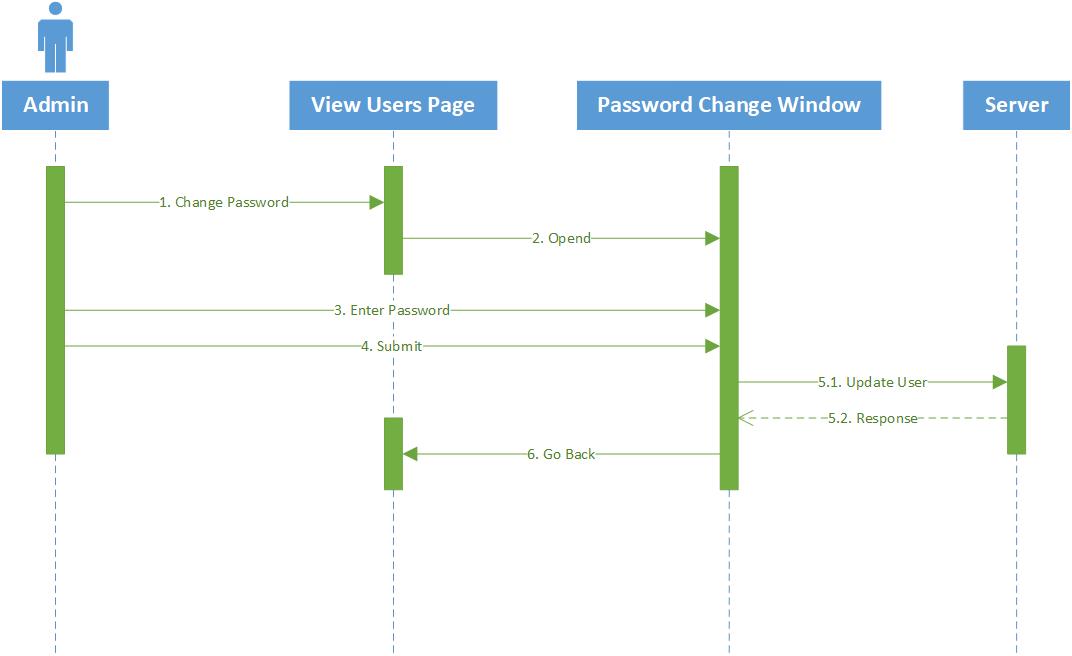 Admin
View Users Page
Password Change Window
Server
1. Change Password
2. Opend
3. Enter Password
4. Submit
5.1. Update User
5.2. Response
6. Go Back